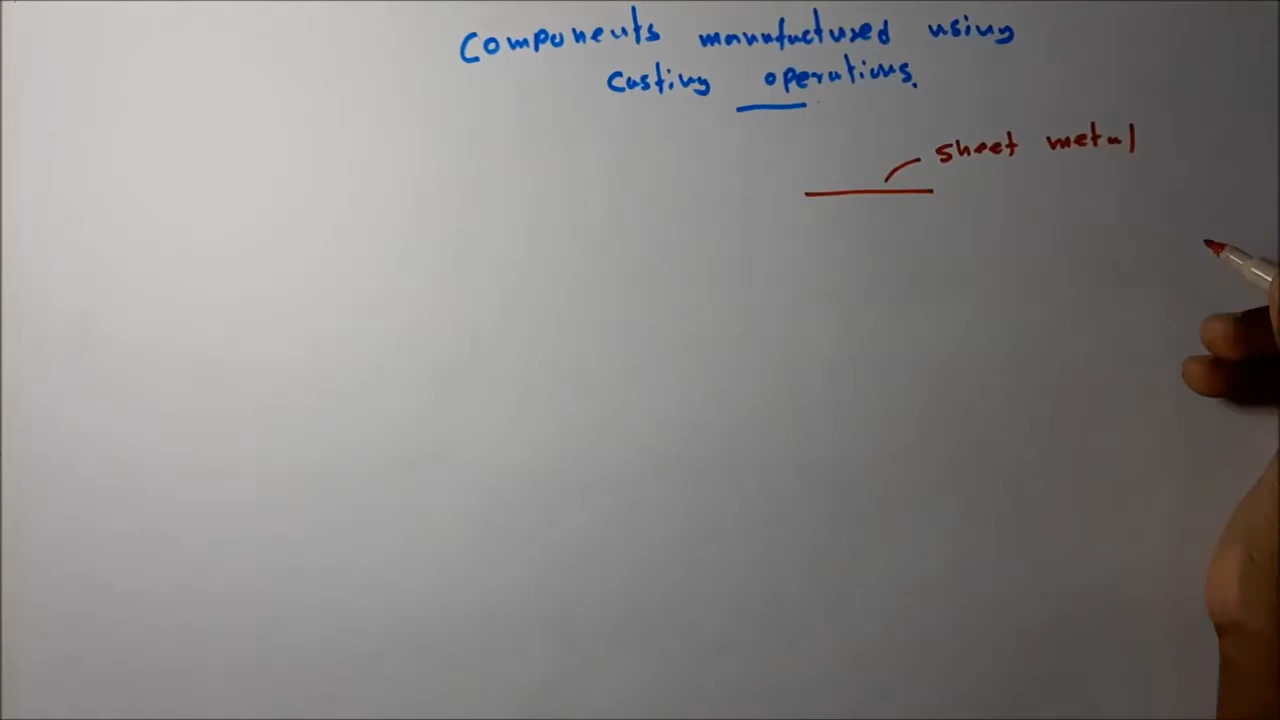 Components manufactured using
casting operations.
sheet metal